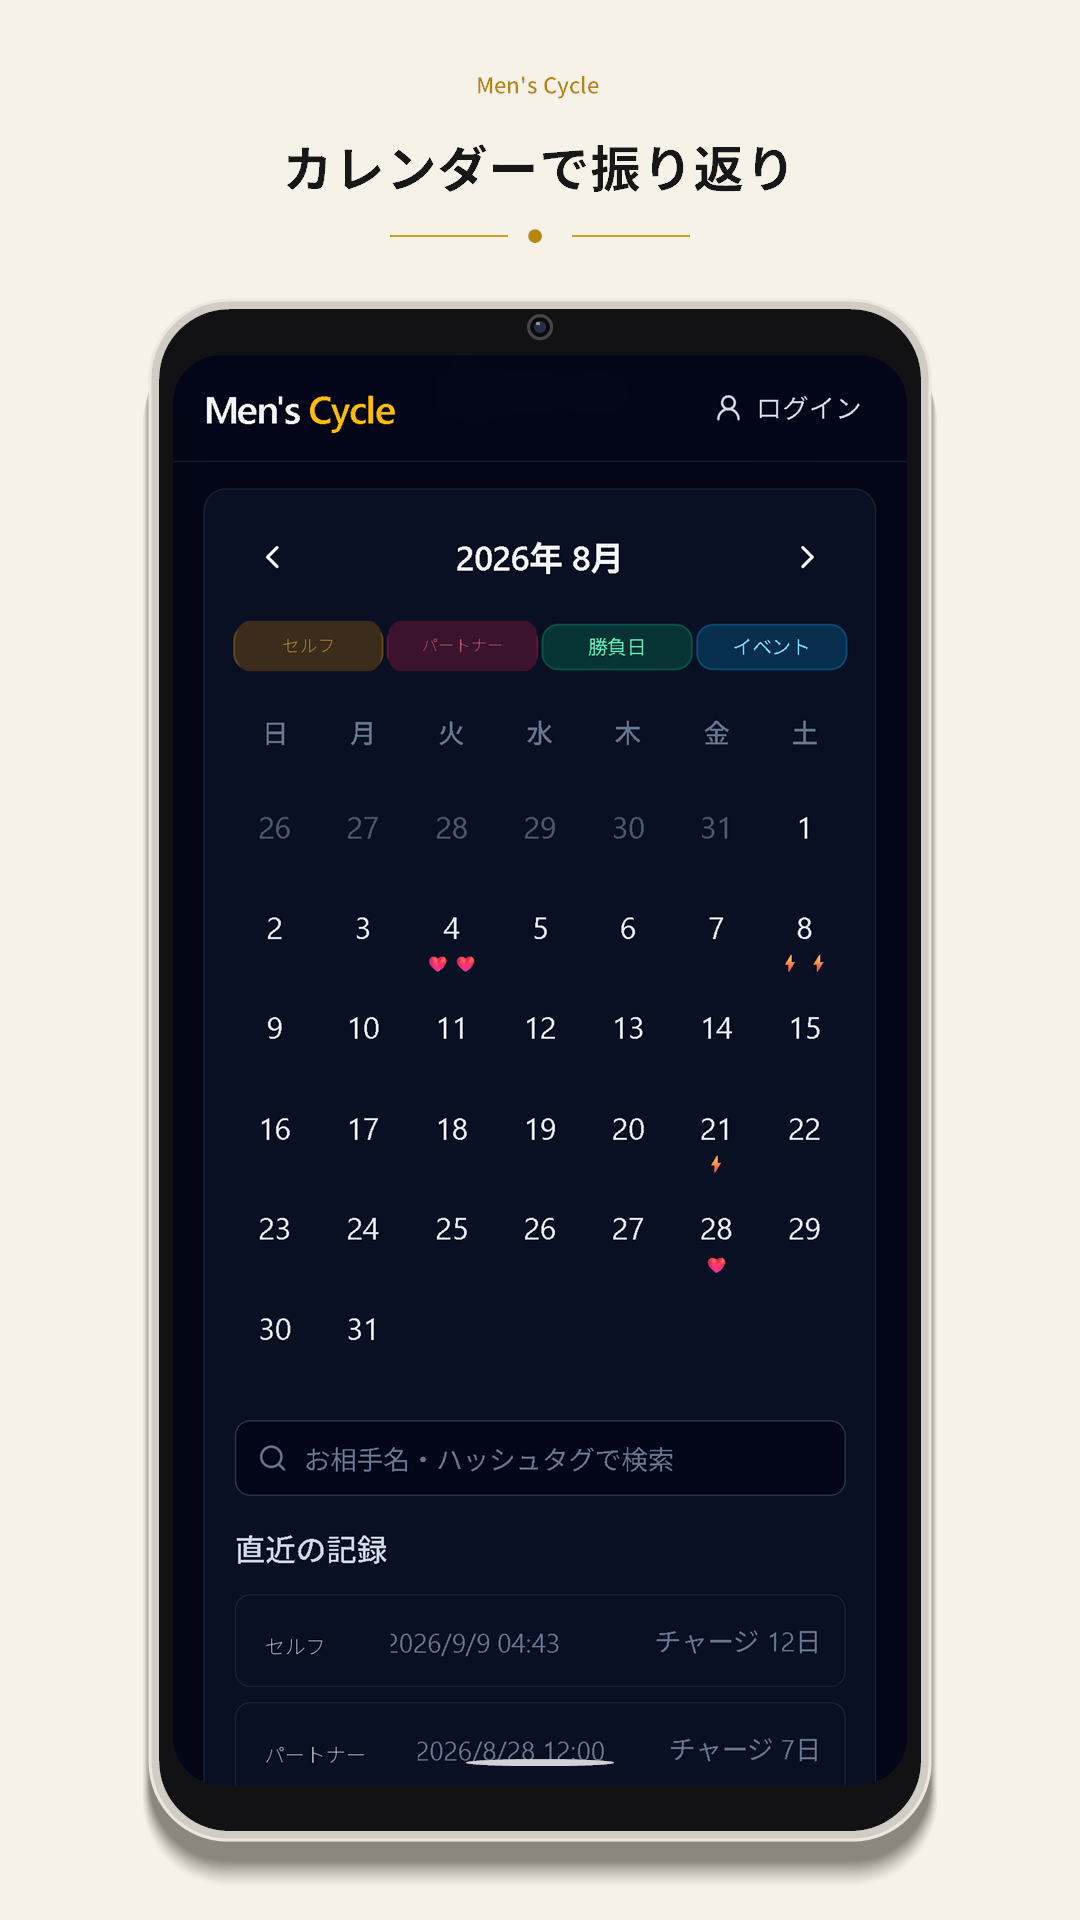 Men's Cycle
カレンダーで振り返り
Men's Cycle ログイン
2026年 8月
セルフ パートナー 勝負日 イベント
日 月 火 水 木 金 土
26 27 28 29 30 31 1
2 3 4 5 6 7 8
9 10 11 12 13 14 15
16 17 18 19 20 21 22
23 24 25 26 27 28 29
30 31
お相手名・ハッシュタグで検索
直近の記録
セルフ 2026/9/9 04:43 チャージ 12日
パートナー 2026/8/28 12:00 チャージ 7日